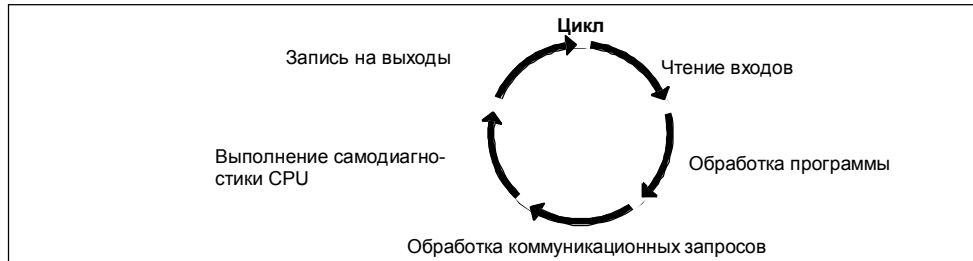 Цикл
Запись на выходы
Чтение входов
Выполнение самодиагно-
стики CPU
Обработка программы
Обработка коммуникационных запросов